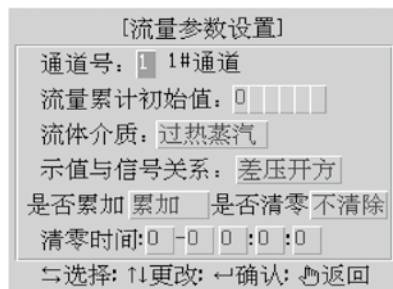 [流量参数设置]
通道号：1 1#通道
流量累计初始值：0
流体介质：过热蒸汽
示值与信号关系：差压开方
是否累加 累加 是否清零 不清除
清零时间:0 -0 0 :0 :0
⇆选择: ↑↓更改: ↵确认: 返回